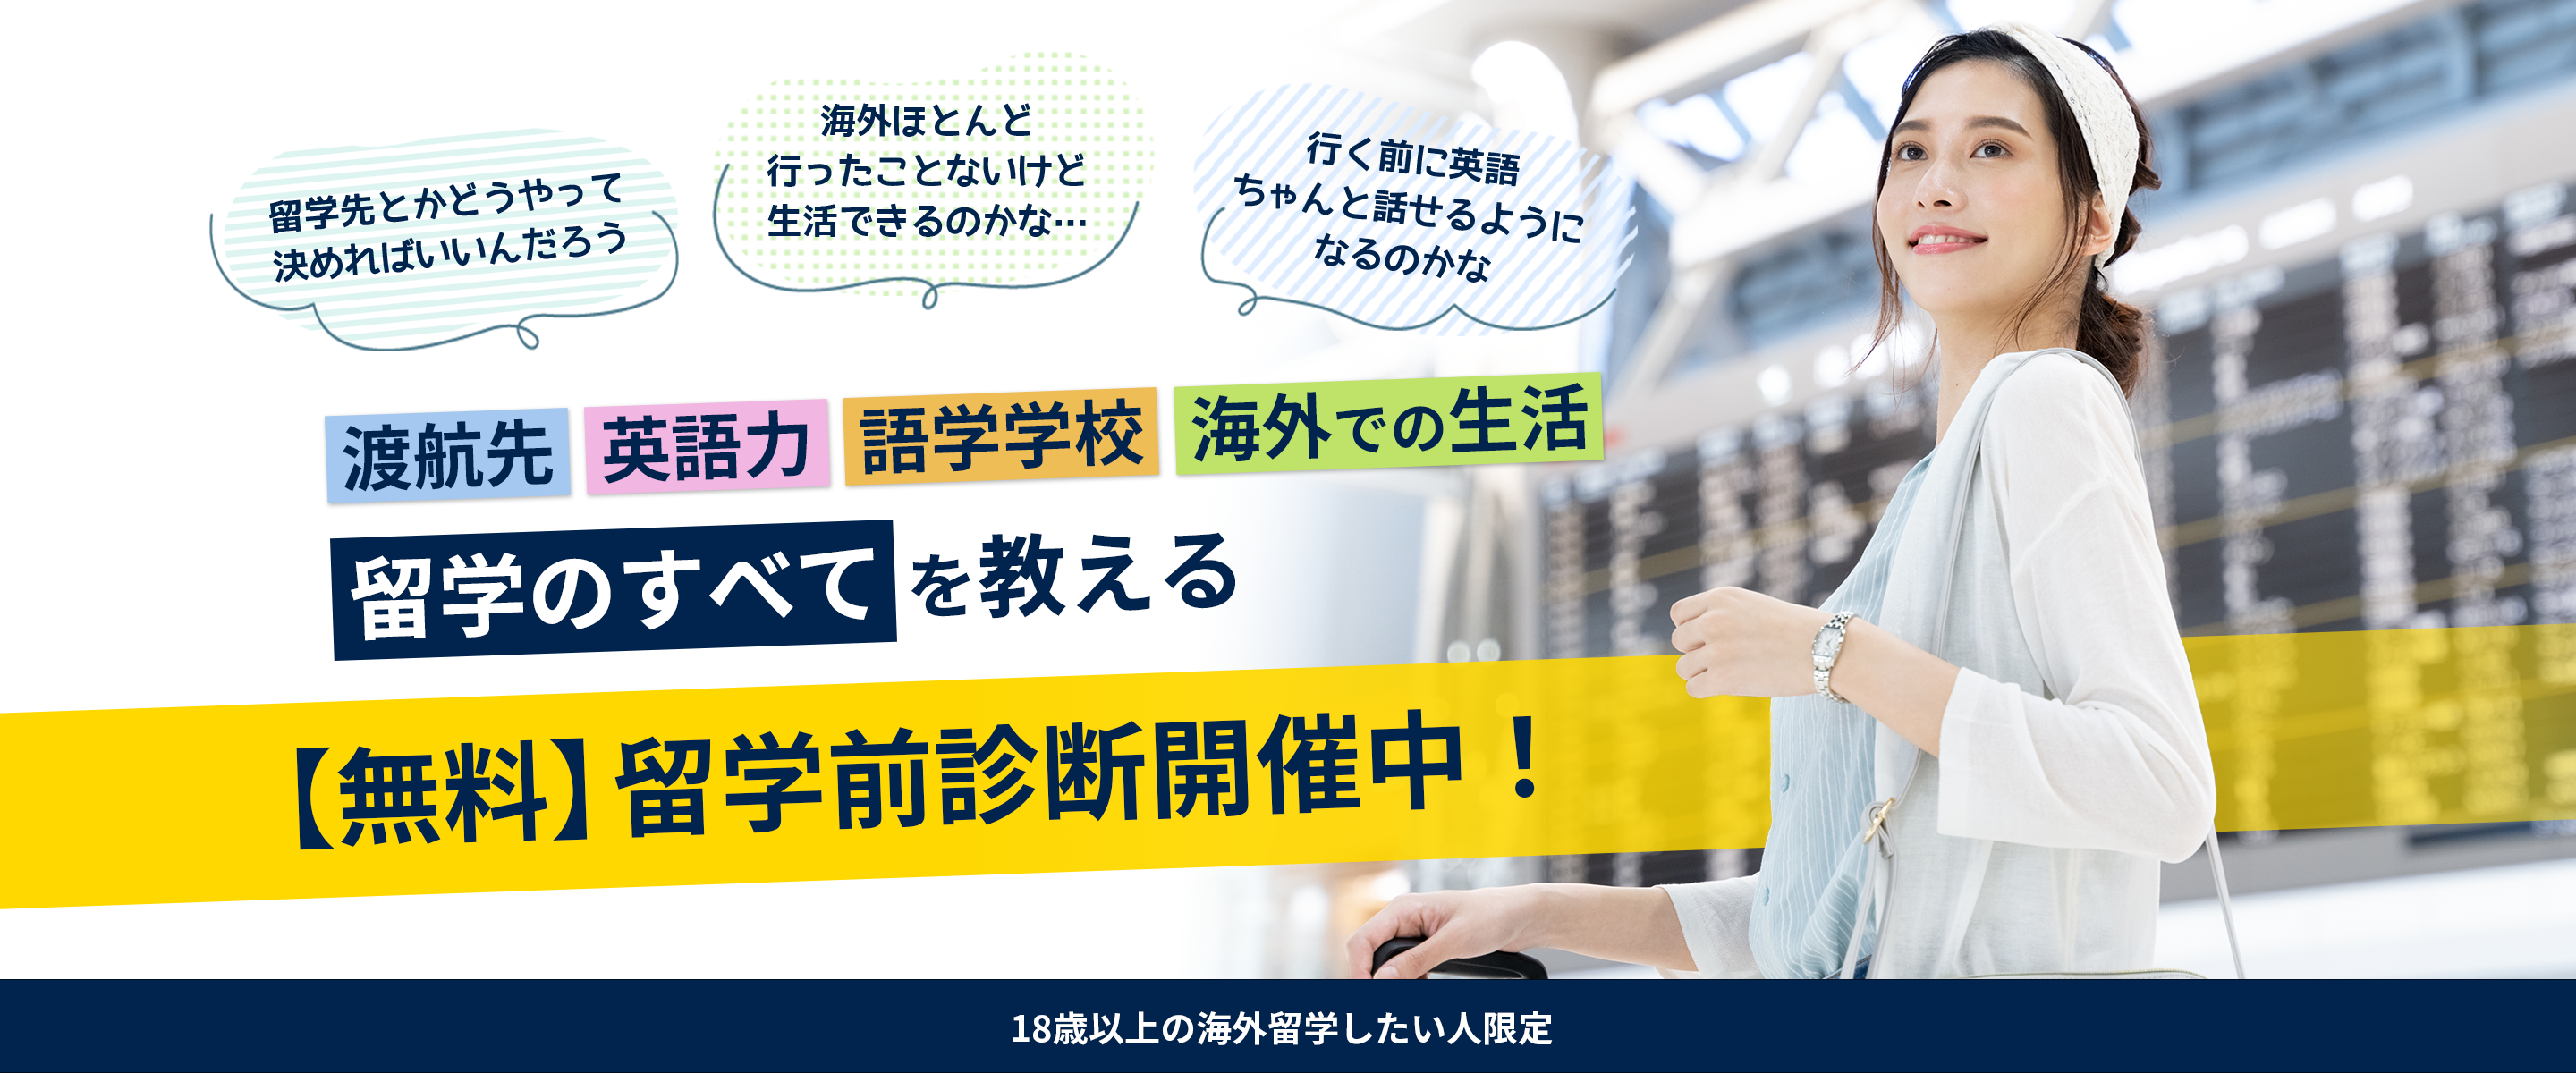 留学先とかどうやって
決めればいいんだろう
海外ほとんど
行ったことないけど
生活できるのかな…
行く前に英語
ちゃんと話せるように
なるのかな
渡航先 英語力 語学学校 海外での生活
留学のすべてを教える
【無料】留学前診断開催中！
18歳以上の海外留学したい人限定